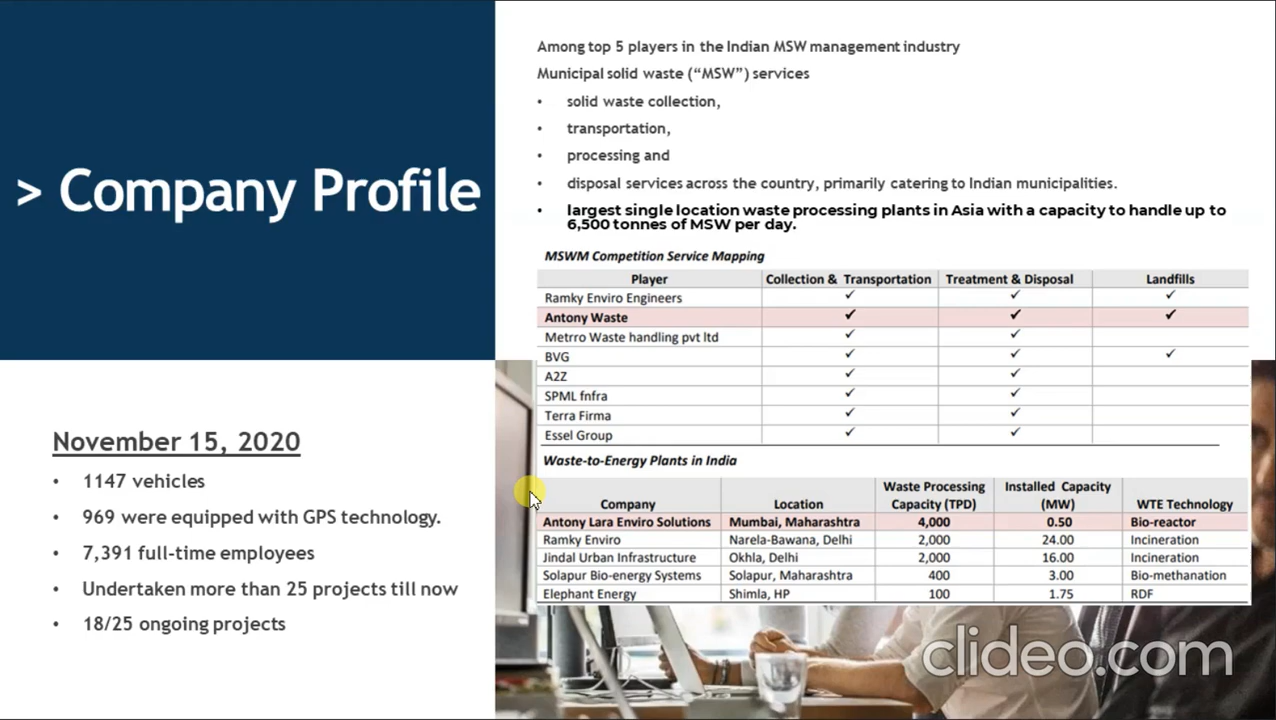 > Company Profile
November 15, 2020
• 1147 vehicles
• 969 were equipped with GPS technology.
• 7,391 full-time employees
• Undertaken more than 25 projects till now
• 18/25 ongoing projects
Among top 5 players in the Indian MSW management industry
Municipal solid waste (“MSW”) services
• solid waste collection,
• transportation,
• processing and
• disposal services across the country, primarily catering to Indian municipalities.
• largest single location waste processing plants in Asia with a capacity to handle up to
6,500 tonnes of MSW per day.
MSWM Competition Service Mapping
Player Collection & Transportation Treatment & Disposal Landfills
Ramky Enviro Engineers ✓ ✓ ✓
Antony Waste ✓ ✓ ✓
Metrro Waste handling pvt ltd ✓ ✓
BVG ✓ ✓ ✓
A2Z ✓ ✓
SPML fnfra ✓ ✓
Terra Firma ✓ ✓
Essel Group ✓ ✓
Waste-to-Energy Plants in India
Company Location Waste Processing Capacity (TPD) Installed Capacity (MW) WTE Technology
Antony Lara Enviro Solutions Mumbai, Maharashtra 4,000 0.50 Bio-reactor
Ramky Enviro Narela-Bawana, Delhi 2,000 24.00 Incineration
Jindal Urban Infrastructure Okhla, Delhi 2,000 16.00 Incineration
Solapur Bio-energy Systems Solapur, Maharashtra 400 3.00 Bio-methanation
Elephant Energy Shimla, HP 100 1.75 RDF
clideo.com